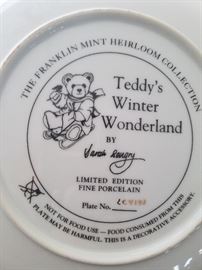 THE FRANKLIN MINT HEIRLOOM COLLECTION
Teddy's
Winter
Wonderland
BY
Sarah
LIMITED EDITION
FINE PORCELAIN
Plate No.
NOT FOR FOOD USE — FOOD CONSUMED FROM THIS
PLATE MAY BE HARMFUL. THIS IS A DECORATIVE ACCESSORY.